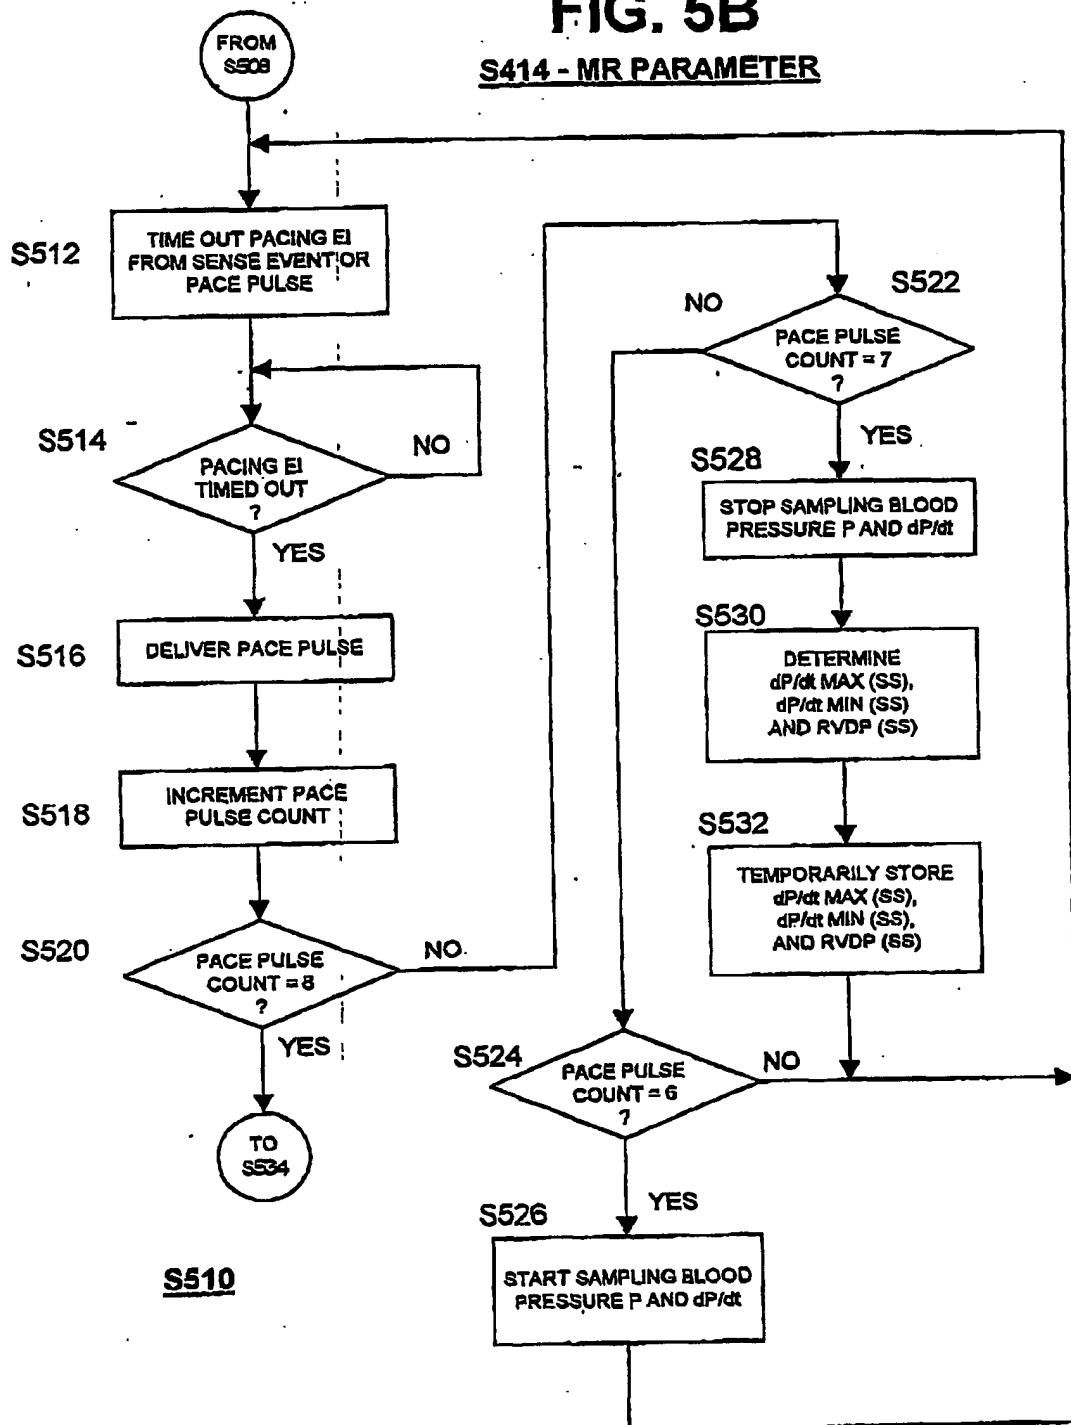 FIG. 5B
S414 - MR PARAMETER
FROM
S508
S512
TIME OUT PACING EI
FROM SENSE EVENT OR
PACE PULSE
S514
PACING EI
TIMED OUT
?
NO
YES
S516
DELIVER PACE PULSE
S518
INCREMENT PACE
PULSE COUNT
S520
PACE PULSE
COUNT = 8
?
NO
YES
TO
S534
S510
S522
NO
PACE PULSE
COUNT = 7
?
YES
S528
STOP SAMPLING BLOOD
PRESSURE P AND dP/dt
S530
DETERMINE
dP/dt MAX (SS),
dP/dt MIN (SS)
AND RVDP (SS)
S532
TEMPORARILY STORE
dP/dt MAX (SS),
dP/dt MIN (SS),
AND RVDP (SS)
S524
PACE PULSE
COUNT = 6
?
NO
YES
S526
START SAMPLING BLOOD
PRESSURE P AND dP/dt